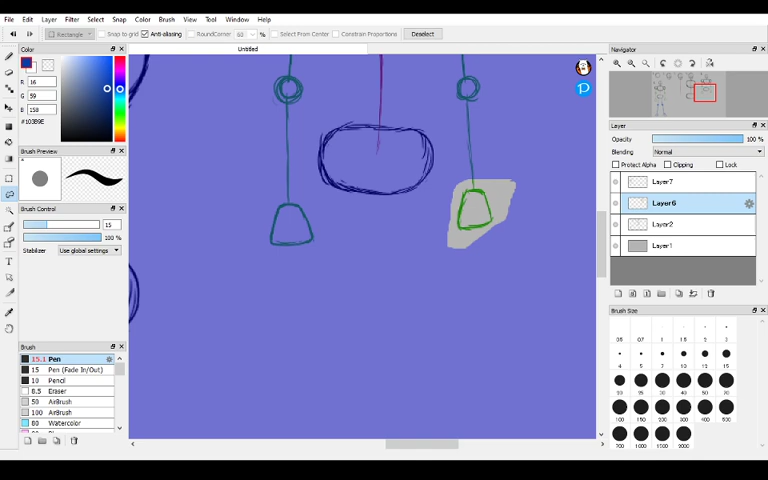 File Edit Layer Filter Select Snap Color Brush View Tool Window Help
Rectangle Snap to grid Anti-aliasing RoundCorner 60 % Select From Center Constrain Proportions Deselect
Color
R 16
G 59
B 158
#103B9E
Brush Preview
Brush Control
15
100 %
Stabilizer Use global settings
Brush
15.1 Pen
15 Pen (Fade In/Out)
10 Pencil
8.5 Eraser
50 AirBrush
100 AirBrush
80 Watercolor
Untitled
Navigator
Layer
Opacity 100 %
Blending Normal
Protect Alpha Clipping Lock
Layer7
Layer6
Layer2
Layer1
Brush Size